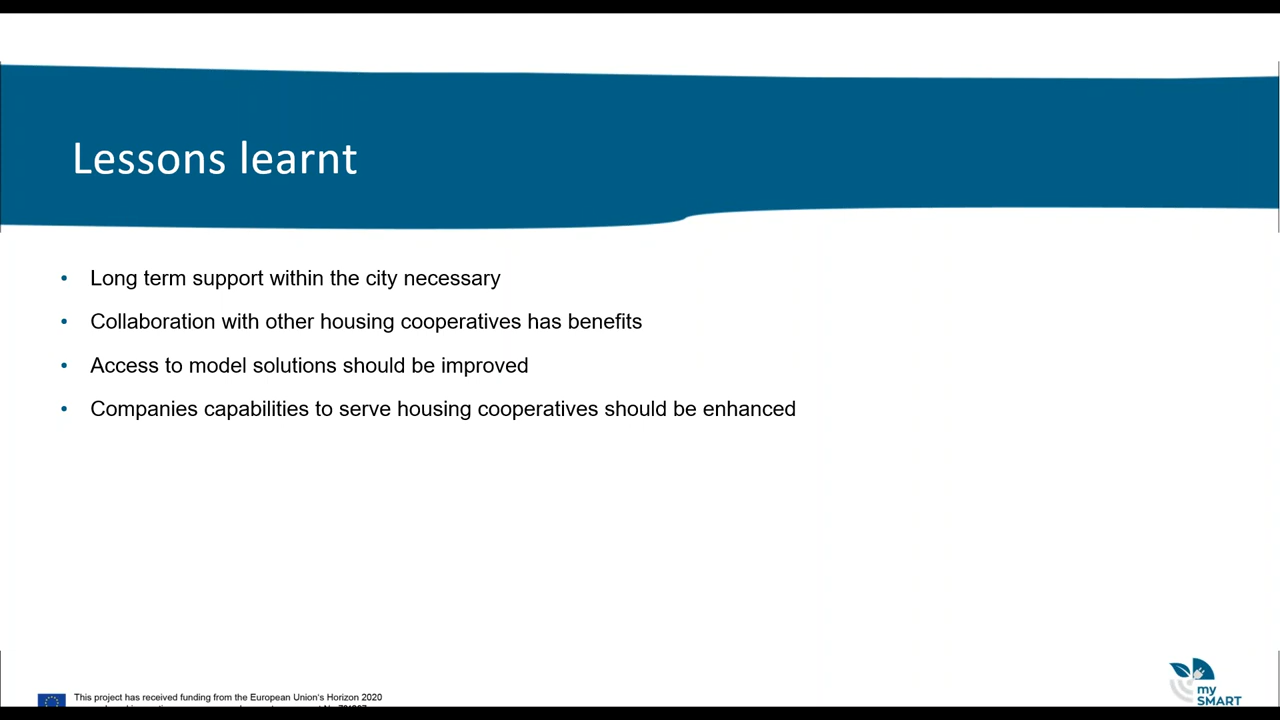 Lessons learnt
• Long term support within the city necessary
• Collaboration with other housing cooperatives has benefits
• Access to model solutions should be improved
• Companies capabilities to serve housing cooperatives should be enhanced
This project has received funding from the European Union's Horizon 2020
my
SMART